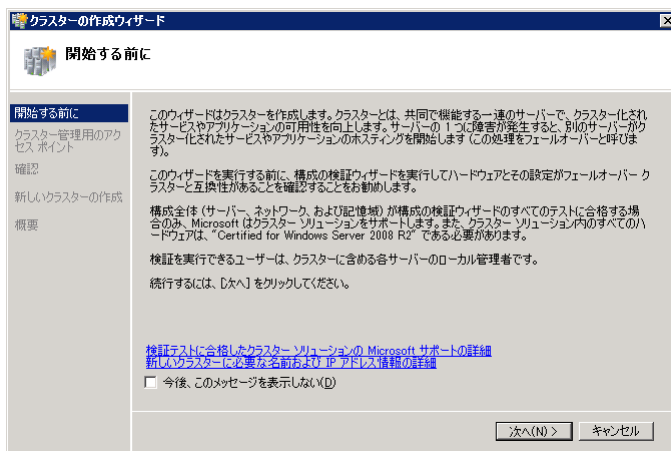 クラスターの作成ウィザード
開始する前に
開始する前に
クラスター管理用のアク
セス ポイント
確認
新しいクラスターの作成
概要
このウィザードはクラスターを作成します。クラスターとは、共同で機能する一連のサーバーで、クラスター化され
たサービスやアプリケーションの可用性を向上します。サーバーの 1 つに障害が発生すると、別のサーバーがク
ラスター化されたサービスやアプリケーションのホスティングを開始します (この処理をフェールオーバーと呼びま
す)。
このウィザードを実行する前に、構成の検証ウィザードを実行してハードウェアとその設定がフェールオーバー ク
ラスターと互換性があることを確認することをお勧めします。
構成全体 (サーバー、ネットワーク、および記憶域) が構成の検証ウィザードのすべてのテストに合格する場
合のみ、Microsoft はクラスター ソリューションをサポートします。また、クラスター ソリューション内のすべてのハ
ードウェアは、"Certified for Windows Server 2008 R2" である必要があります。
検証を実行できるユーザーは、クラスターに含める各サーバーのローカル管理者です。
続行するには、[次へ] をクリックしてください。
検証テストに合格したクラスター ソリューションの Microsoft サポートの詳細
新しいクラスターに必要な名前および IP アドレス情報の詳細
今後、このメッセージを表示しない(D)
次へ(N) >
キャンセル